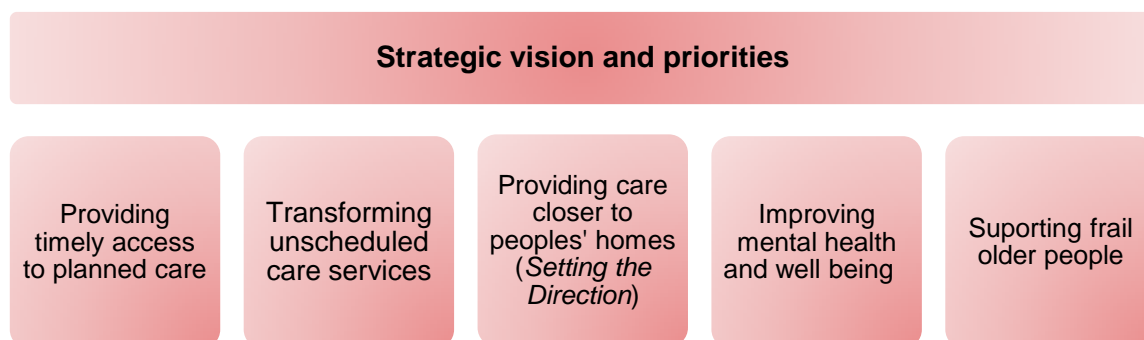 Strategic vision and priorities
Providing
timely access
to planned care
Transforming
unscheduled
care services
Providing care
closer to
peoples' homes
(Setting the
Direction)
Improving
mental health
and well being
Suporting frail
older people